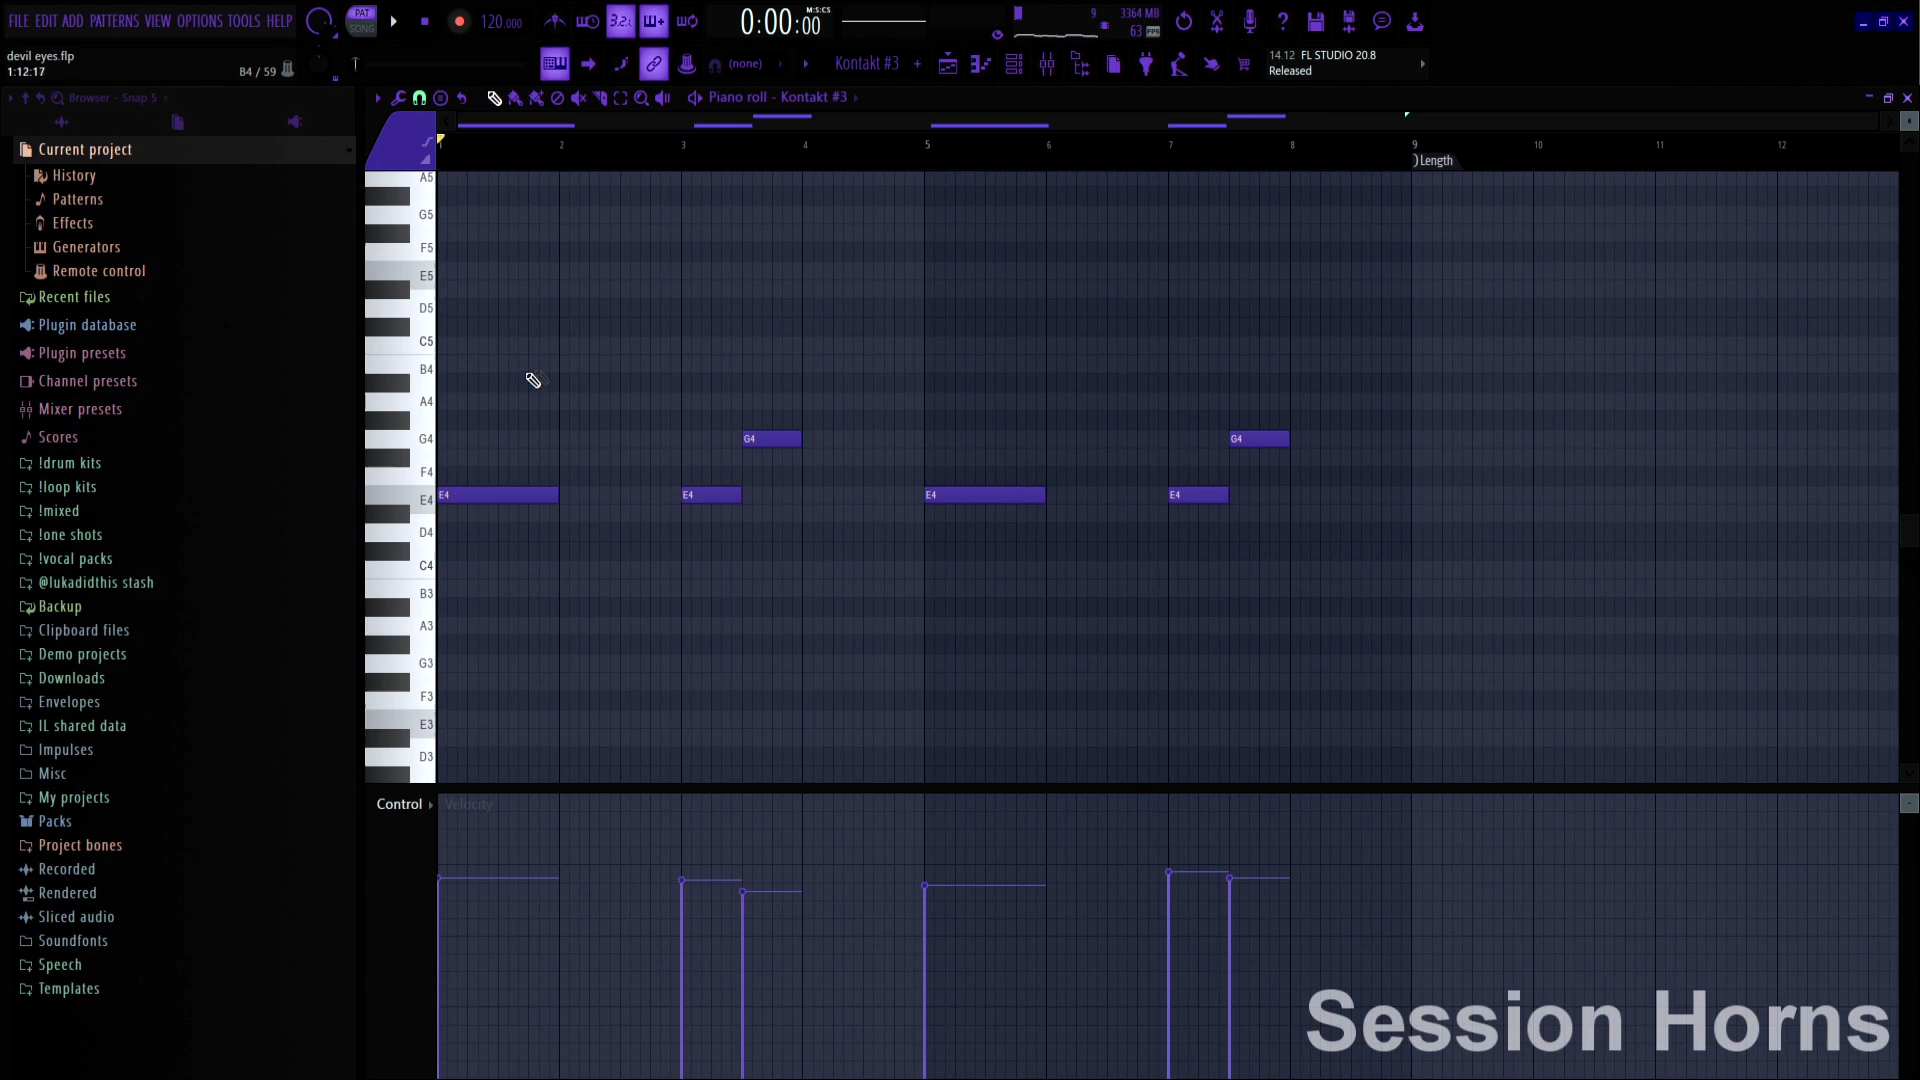 FILE EDIT ADD PATTERNS VIEW OPTIONS TOOLS HELP
PAT
SONG
120.000
3.2.
0:00:00
M:S:CS
9
3364 MB
63
FPS
devil eyes.flp
1:12:17
B4 / 59
(none)
Kontakt #3
14.12 FL STUDIO 20.8
Released
Browser - Snap 5
Piano roll - Kontakt #3
Current project
History
Patterns
Effects
Generators
Remote control
Recent files
Plugin database
Plugin presets
Channel presets
Mixer presets
Scores
!drum kits
!loop kits
!mixed
!one shots
!vocal packs
@lukadidthis stash
Backup
Clipboard files
Demo projects
Downloads
Envelopes
IL shared data
Impulses
Misc
My projects
Packs
Project bones
Recorded
Rendered
Sliced audio
Soundfonts
Speech
Templates
2 3 4 5 6 7 8 9 10 11 12
Length
A5
G5
F5
E5
D5
C5
B4
A4
G4 G4 G4
F4
E4 E4 E4 E4 E4
D4
C4
B3
A3
G3
F3
E3
D3
Control Velocity
Session Horns